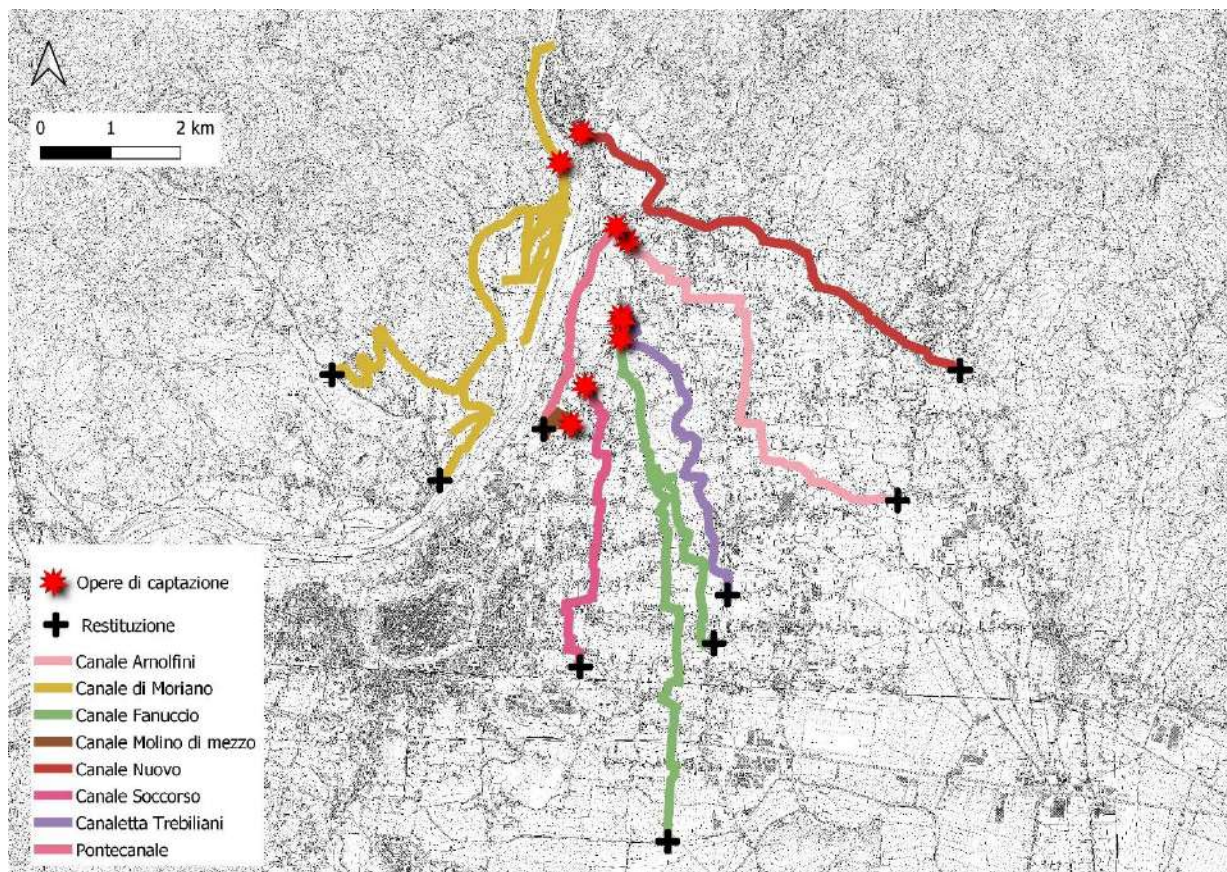 0 1 2 km
Opere di captazione
Restituzione
Canale Arnolfini
Canale di Moriano
Canale Fanuccio
Canale Molino di mezzo
Canale Nuovo
Canale Soccorso
Canaletta Trebiliani
Pontecanale